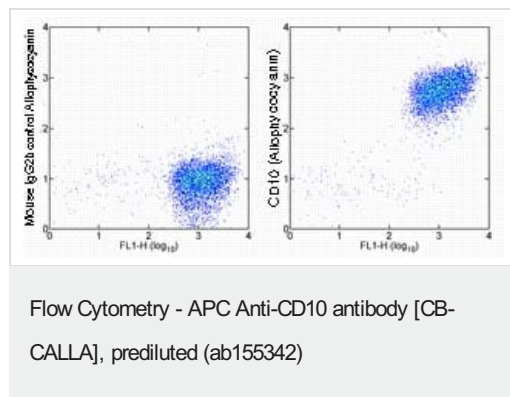 Mouse IgG2b control Allophycocyanin
4
3
2
1
0
0 1 2 3 4
FL1-H (log10)
CD10 (Allophycocyanin)
4
3
2
1
0
0 1 2 3 4
FL1-H (log10)
Flow Cytometry - APC Anti-CD10 antibody [CB-
CALLA], prediluted (ab155342)